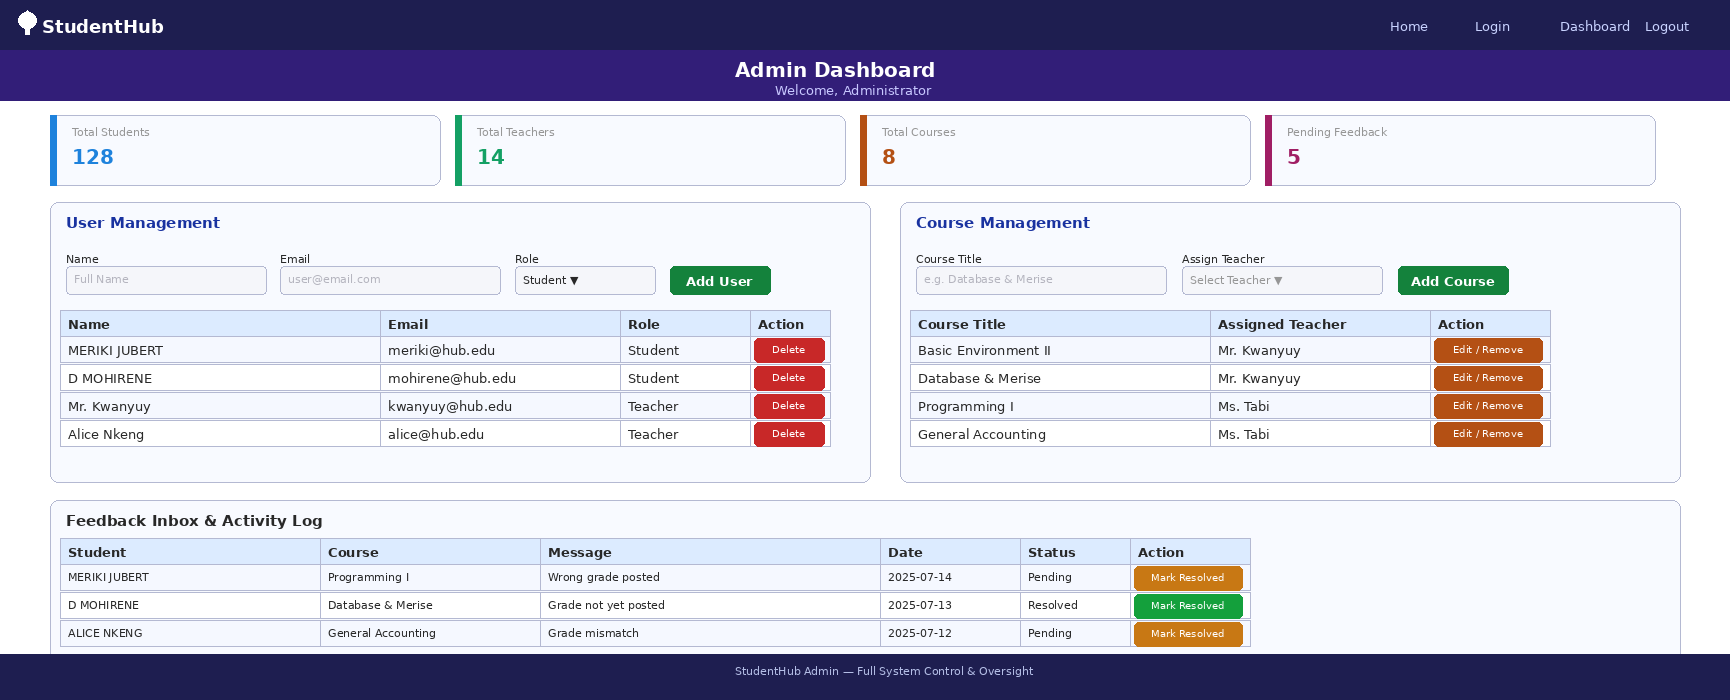 StudentHub Home Login Dashboard Logout
Admin Dashboard
Welcome, Administrator
Total Students Total Teachers Total Courses Pending Feedback
128 14 8 5
User Management
Name Email Role
Full Name user@email.com Student ▼ Add User
Name Email Role Action
MERIKI JUBERT meriki@hub.edu Student Delete
D MOHIRENE mohirene@hub.edu Student Delete
Mr. Kwanyuy kwanyuy@hub.edu Teacher Delete
Alice Nkeng alice@hub.edu Teacher Delete
Course Management
Course Title Assign Teacher
e.g. Database & Merise Select Teacher ▼ Add Course
Course Title Assigned Teacher Action
Basic Environment II Mr. Kwanyuy Edit / Remove
Database & Merise Mr. Kwanyuy Edit / Remove
Programming I Ms. Tabi Edit / Remove
General Accounting Ms. Tabi Edit / Remove
Feedback Inbox & Activity Log
Student Course Message Date Status Action
MERIKI JUBERT Programming I Wrong grade posted 2025-07-14 Pending Mark Resolved
D MOHIRENE Database & Merise Grade not yet posted 2025-07-13 Resolved Mark Resolved
ALICE NKENG General Accounting Grade mismatch 2025-07-12 Pending Mark Resolved
StudentHub Admin — Full System Control & Oversight